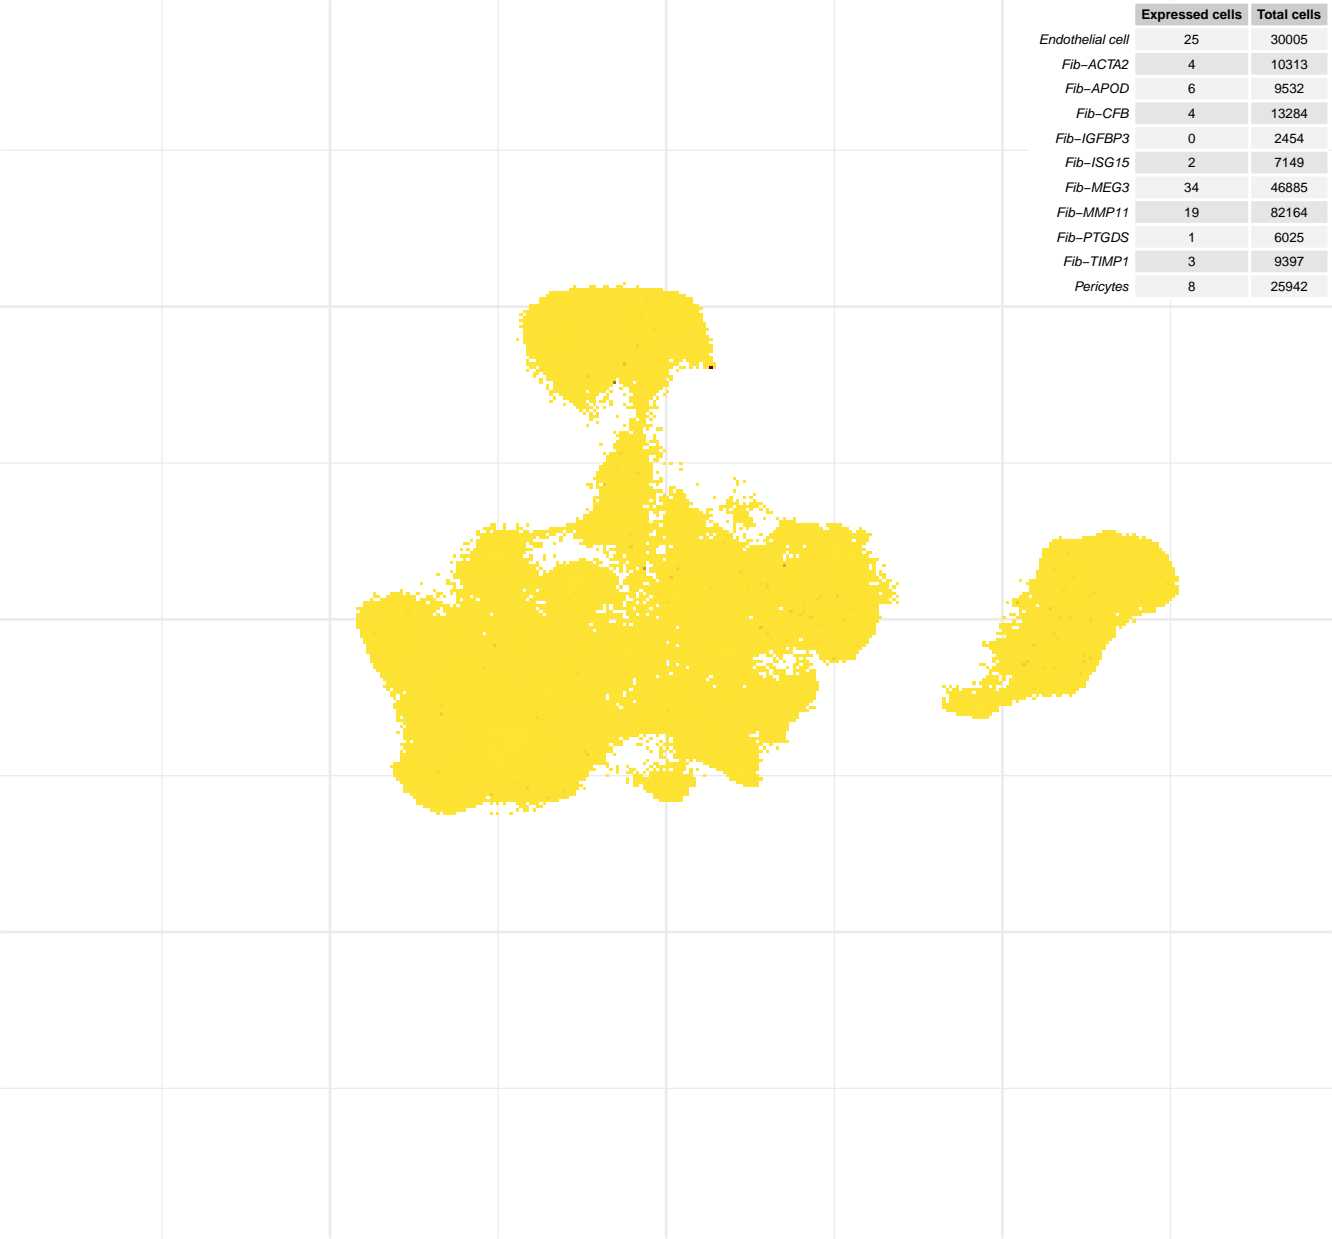 Expressed cells Total cells
Endothelial cell 25 30005
Fib−ACTA2 4 10313
Fib−APOD 6 9532
Fib−CFB 4 13284
Fib−IGFBP3 0 2454
Fib−ISG15 2 7149
Fib−MEG3 34 46885
Fib−MMP11 19 82164
Fib−PTGDS 1 6025
Fib−TIMP1 3 9397
Pericytes 8 25942